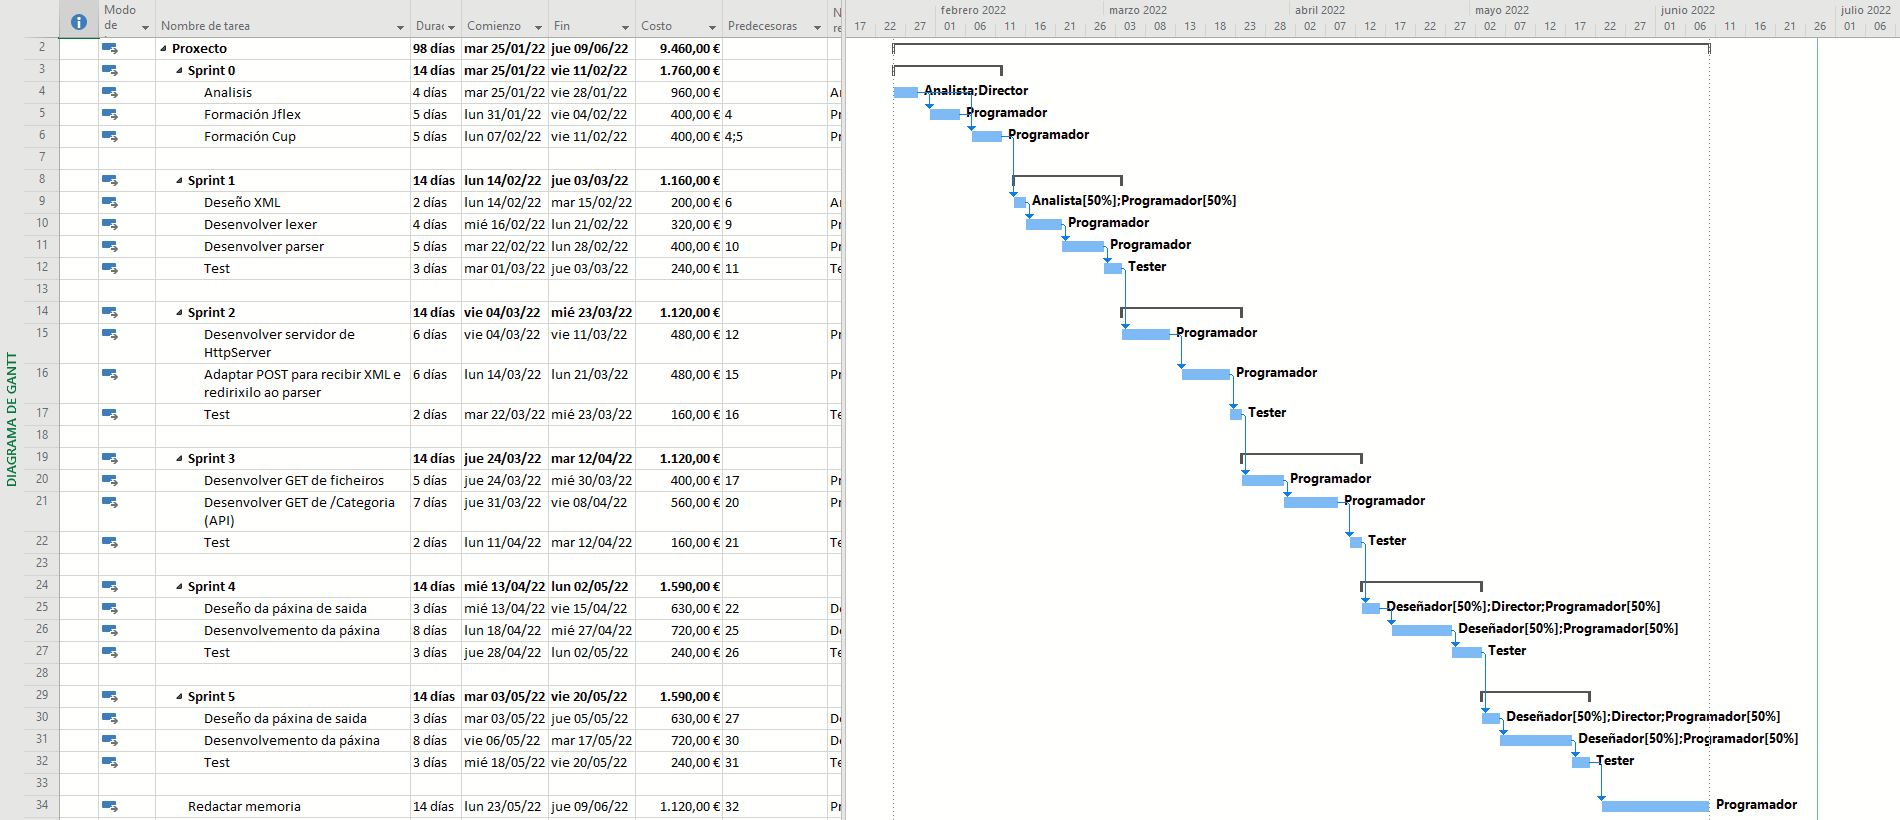 DIAGRAMA DE GANTT
Modo de
Nombre de tarea
Durac
Comienzo
Fin
Costo
Predecesoras
febrero 2022 marzo 2022 abril 2022 mayo 2022 junio 2022 julio 2022
17 22 27 01 06 11 16 21 26 03 08 13 18 23 28 02 07 12 17 22 27 02 07 12 17 22 27 01 06 11 16 21 26 01 06
2 Proxecto 98 días mar 25/01/22 jue 09/06/22 9.460,00 €
3 Sprint 0 14 días mar 25/01/22 vie 11/02/22 1.760,00 €
4 Analisis 4 días mar 25/01/22 vie 28/01/22 960,00 € Analista;Director
5 Formación Jflex 5 días lun 31/01/22 vie 04/02/22 400,00 € 4 Programador
6 Formación Cup 5 días lun 07/02/22 vie 11/02/22 400,00 € 4;5 Programador
7
8 Sprint 1 14 días lun 14/02/22 jue 03/03/22 1.160,00 €
9 Deseño XML 2 días lun 14/02/22 mar 15/02/22 200,00 € 6 Analista[50%];Programador[50%]
10 Desenvolver lexer 4 días mié 16/02/22 lun 21/02/22 320,00 € 9 Programador
11 Desenvolver parser 5 días mar 22/02/22 lun 28/02/22 400,00 € 10 Programador
12 Test 3 días mar 01/03/22 jue 03/03/22 240,00 € 11 Tester
13
14 Sprint 2 14 días vie 04/03/22 mié 23/03/22 1.120,00 €
15 Desenvolver servidor de 6 días vie 04/03/22 vie 11/03/22 480,00 € 12 Programador
HttpServer
16 Adaptar POST para recibir XML e 6 días lun 14/03/22 lun 21/03/22 480,00 € 15 Programador
redirixilo ao parser
17 Test 2 días mar 22/03/22 mié 23/03/22 160,00 € 16 Tester
18
19 Sprint 3 14 días jue 24/03/22 mar 12/04/22 1.120,00 €
20 Desenvolver GET de ficheiros 5 días jue 24/03/22 mié 30/03/22 400,00 € 17 Programador
21 Desenvolver GET de /Categoria 7 días jue 31/03/22 vie 08/04/22 560,00 € 20 Programador
(API)
22 Test 2 días lun 11/04/22 mar 12/04/22 160,00 € 21 Tester
23
24 Sprint 4 14 días mié 13/04/22 lun 02/05/22 1.590,00 €
25 Deseño da páxina de saida 3 días mié 13/04/22 vie 15/04/22 630,00 € 22 Deseñador[50%];Director;Programador[50%]
26 Desenvolvemento da páxina 8 días lun 18/04/22 mié 27/04/22 720,00 € 25 Deseñador[50%];Programador[50%]
27 Test 3 días jue 28/04/22 lun 02/05/22 240,00 € 26 Tester
28
29 Sprint 5 14 días mar 03/05/22 vie 20/05/22 1.590,00 €
30 Deseño da páxina de saida 3 días mar 03/05/22 jue 05/05/22 630,00 € 27 Deseñador[50%];Director;Programador[50%]
31 Desenvolvemento da páxina 8 días vie 06/05/22 mar 17/05/22 720,00 € 30 Deseñador[50%];Programador[50%]
32 Test 3 días mié 18/05/22 vie 20/05/22 240,00 € 31 Tester
33
34 Redactar memoria 14 días lun 23/05/22 jue 09/06/22 1.120,00 € 32 Programador